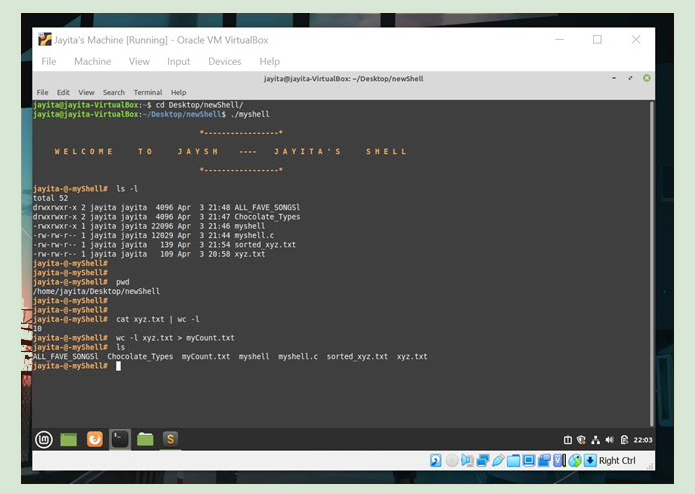 Jayita's Machine [Running] - Oracle VM VirtualBox
File Machine View Input Devices Help
jayita@jayita-VirtualBox: ~/Desktop/newShell
File Edit View Search Terminal Help
jayita@jayita-VirtualBox:~$ cd Desktop/newShell/
jayita@jayita-VirtualBox:~/Desktop/newShell$ ./myshell
*-----------------*
W E L C O M E T O J A Y S H ---- J A Y I T A ' S S H E L L
*-----------------*
jayita-@-myShell# ls -l
total 52
drwxrwxr-x 2 jayita jayita 4096 Apr 3 21:48 ALL_FAVE_SONGSl
drwxrwxr-x 2 jayita jayita 4096 Apr 3 21:47 Chocolate_Types
-rwxrwxr-x 1 jayita jayita 22096 Apr 3 21:46 myshell
-rw-rw-r-- 1 jayita jayita 12029 Apr 3 21:44 myshell.c
-rw-rw-r-- 1 jayita jayita 139 Apr 3 21:54 sorted_xyz.txt
-rw-rw-r-- 1 jayita jayita 109 Apr 3 20:58 xyz.txt
jayita-@-myShell#
jayita-@-myShell#
jayita-@-myShell# pwd
/home/jayita/Desktop/newShell
jayita-@-myShell#
jayita-@-myShell#
jayita-@-myShell# cat xyz.txt | wc -l
10
jayita-@-myShell# wc -l xyz.txt > myCount.txt
jayita-@-myShell# ls
ALL_FAVE_SONGSl Chocolate_Types myCount.txt myshell myshell.c sorted_xyz.txt xyz.txt
jayita-@-myShell#
22:03
Right Ctrl